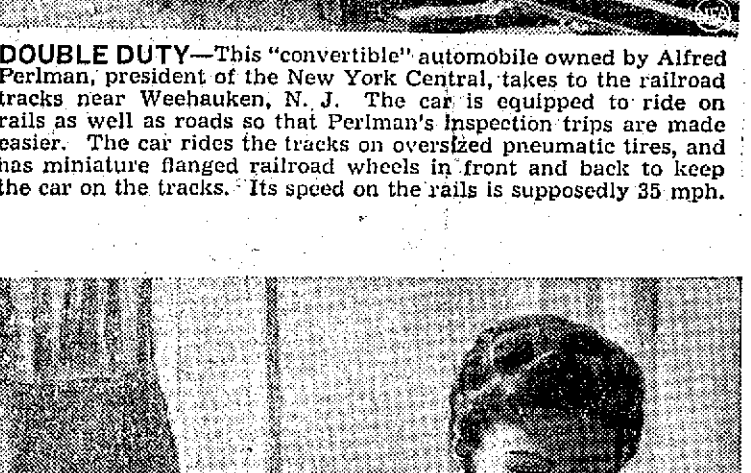 DOUBLE DUTY—This "convertible" automobile owned by Alfred
Perlman, president of the New York Central, takes to the railroad
tracks near Weehauken, N. J. The car is equipped to ride on
rails as well as roads so that Perlman's inspection trips are made
easier. The car rides the tracks on oversized pneumatic tires, and
has miniature flanged railroad wheels in front and back to keep
the car on the tracks. Its speed on the rails is supposedly 35 mph.